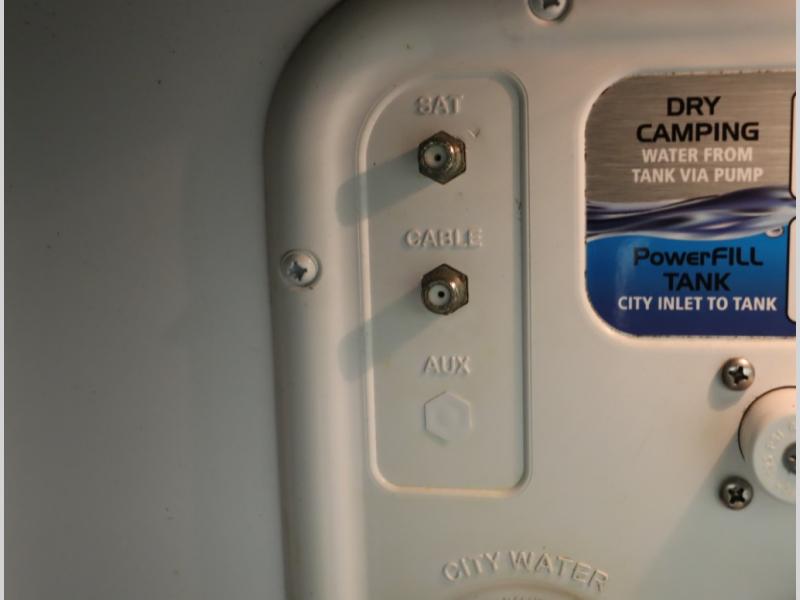 SAT
CABLE
AUX
DRY
CAMPING
WATER FROM
TANK VIA PUMP
PowerFILL
TANK
CITY INLET TO TANK
CITY WATER